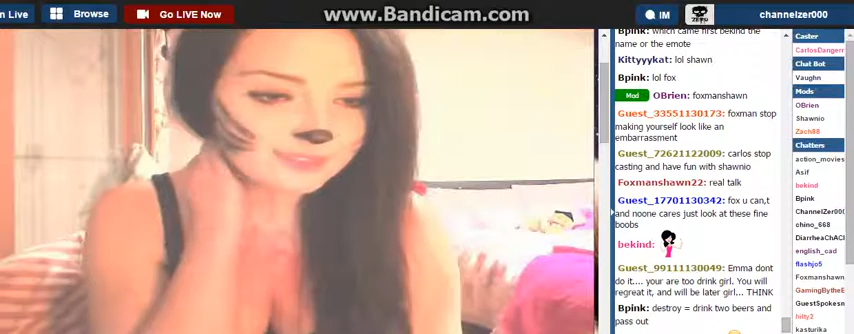 www.Bandicam.com
n Live Browse Go LIVE Now IM channelzer000
Bpink: which came first bekind the
name or the emote
Kittyyykat: lol shawn
Bpink: lol fox
Mod OBrien: foxmanshawn
Guest_33551130173: foxman stop
making yourself look like an
embarrassment
Guest_72621122009: carlos stop
casting and have fun with shawnio
Foxmanshawn22: real talk
Guest_17701130342: fox u can,t
and noone cares just look at these fine
boobs
bekind:
Guest_99111130049: Emma dont
do it.... your are too drink girl. You will
regreat it, and will be later girl... THINK
Bpink: destroy = drink two beers and
pass out
Caster
CarlosDangerr
Chat Bot
Vaughn
Mods
OBrien
Shawnio
Zach88
Chatters
action_movies
Asif
bekind
Bpink
ChannelZer00
chino_668
DiarrheaChACh
english_cad
flashjo5
Foxmanshawn
GamingBytheE
GuestSpokesm
hilty2
kasturika